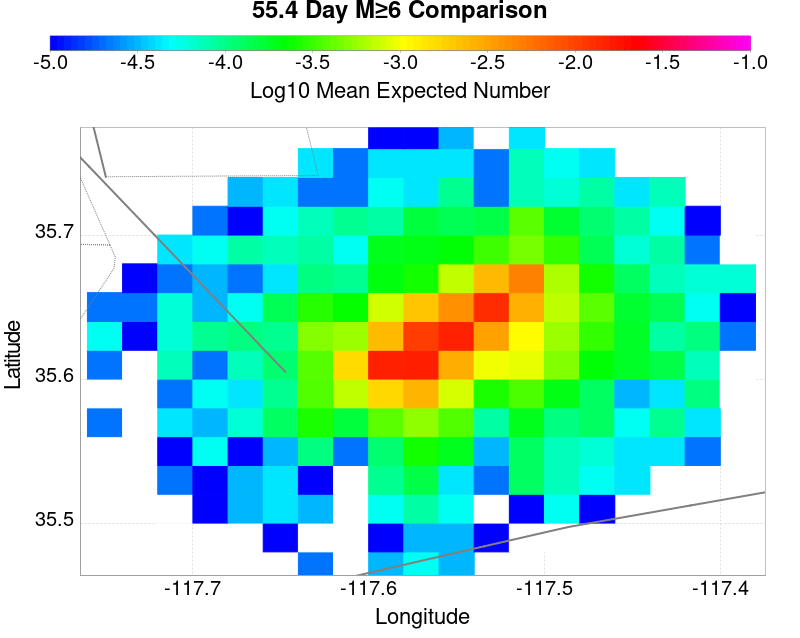 55.4 Day M≥6 Comparison
-5.0 -4.5 -4.0 -3.5 -3.0 -2.5 -2.0 -1.5 -1.0
Log10 Mean Expected Number
35.7
35.6
35.5
Latitude
-117.7 -117.6 -117.5 -117.4
Longitude